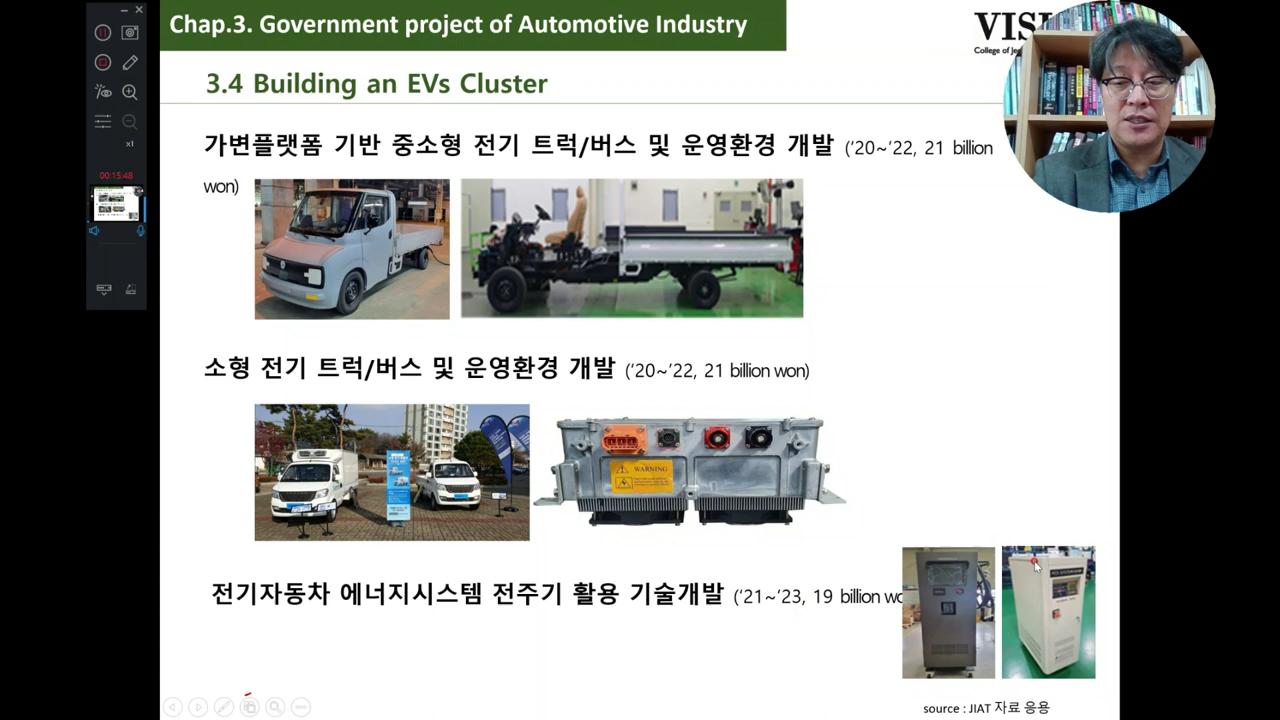 Chap.3. Government project of Automotive Industry
VISI
College of Je
3.4 Building an EVs Cluster
가변플랫폼 기반 중소형 전기 트럭/버스 및 운영환경 개발 (‘20~‘22, 21 billion
won)
x1
00:15:48
소형 전기 트럭/버스 및 운영환경 개발 (‘20~‘22, 21 billion won)
WARNING
전기자동차 에너지시스템 전주기 활용 기술개발 (‘21~‘23, 19 billion wo
source : JIAT 자료 응용